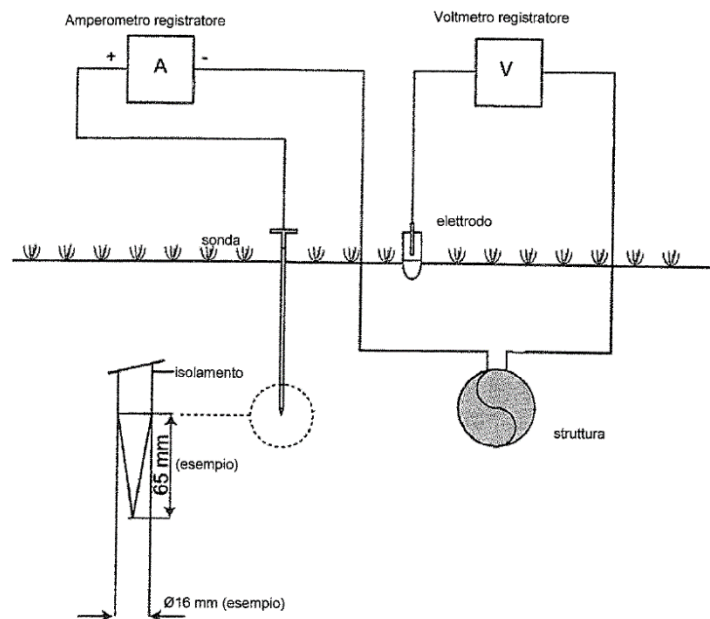 Amperometro registratore
Voltmetro registratore
+
A
-
V
sonda
elettrodo
isolamento
65 mm
(esempio)
struttura
Ø16 mm (esempio)